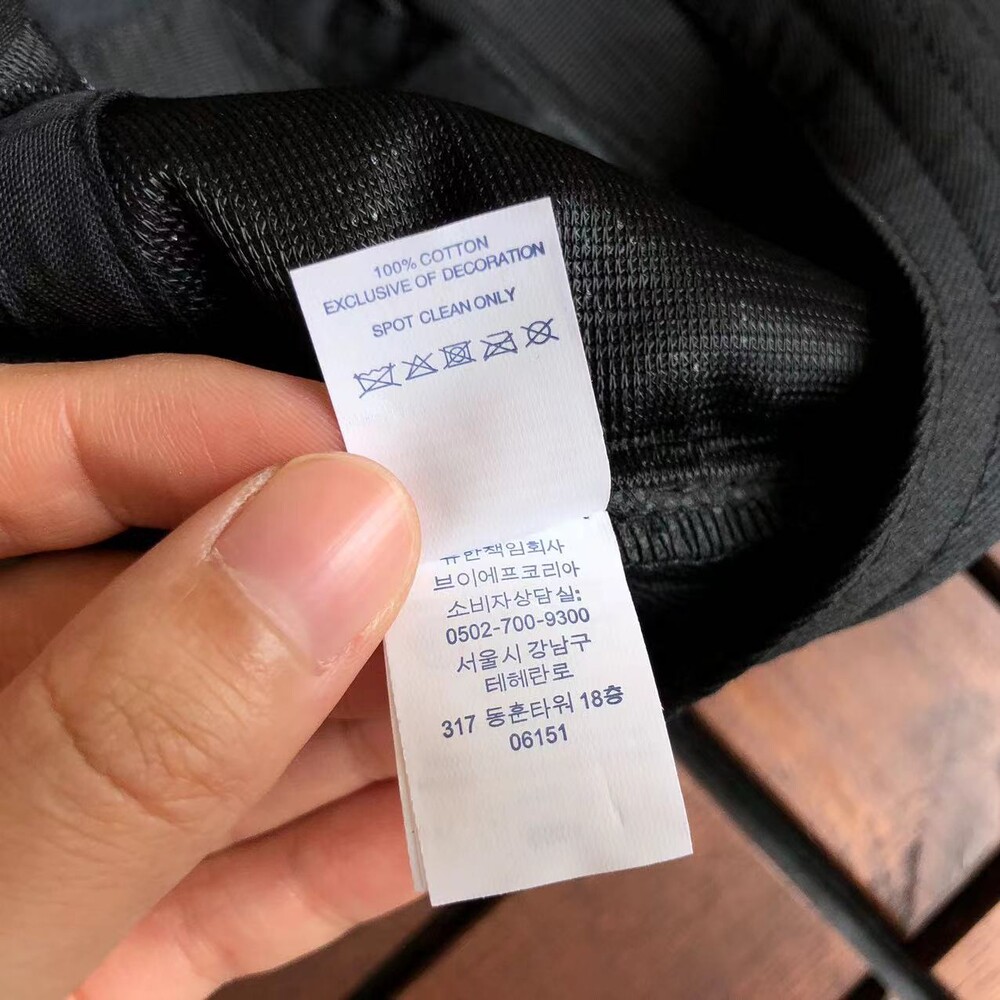 100% COTTON
EXCLUSIVE OF DECORATION
SPOT CLEAN ONLY
유한책임회사
브이에프코리아
소비자상담실:
0502-700-9300
서울시 강남구
테헤란로
317 동훈타워 18층
06151